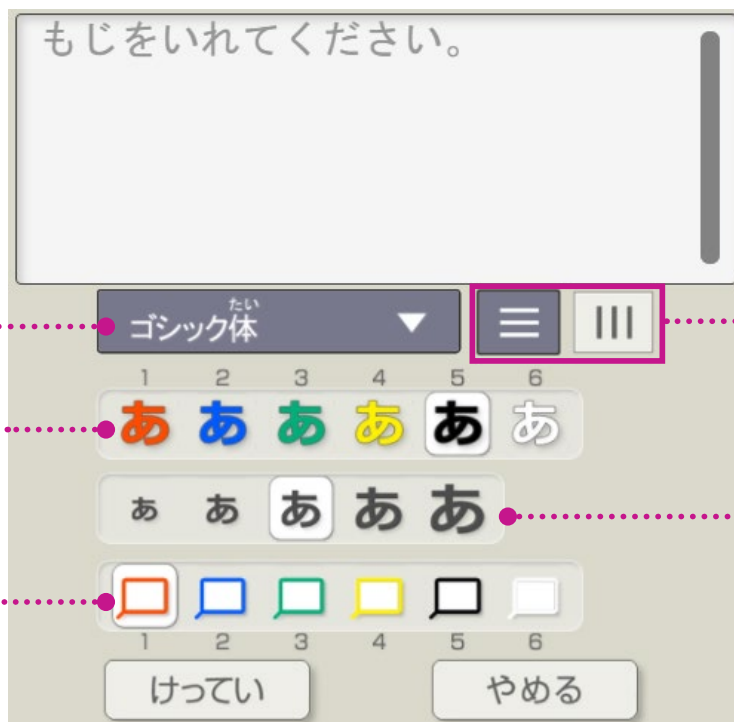 もじをいれてください。
たい
ゴシック体
1 2 3 4 5 6
あ あ あ あ あ あ
あ あ あ あ あ
1 2 3 4 5 6
けってい やめる